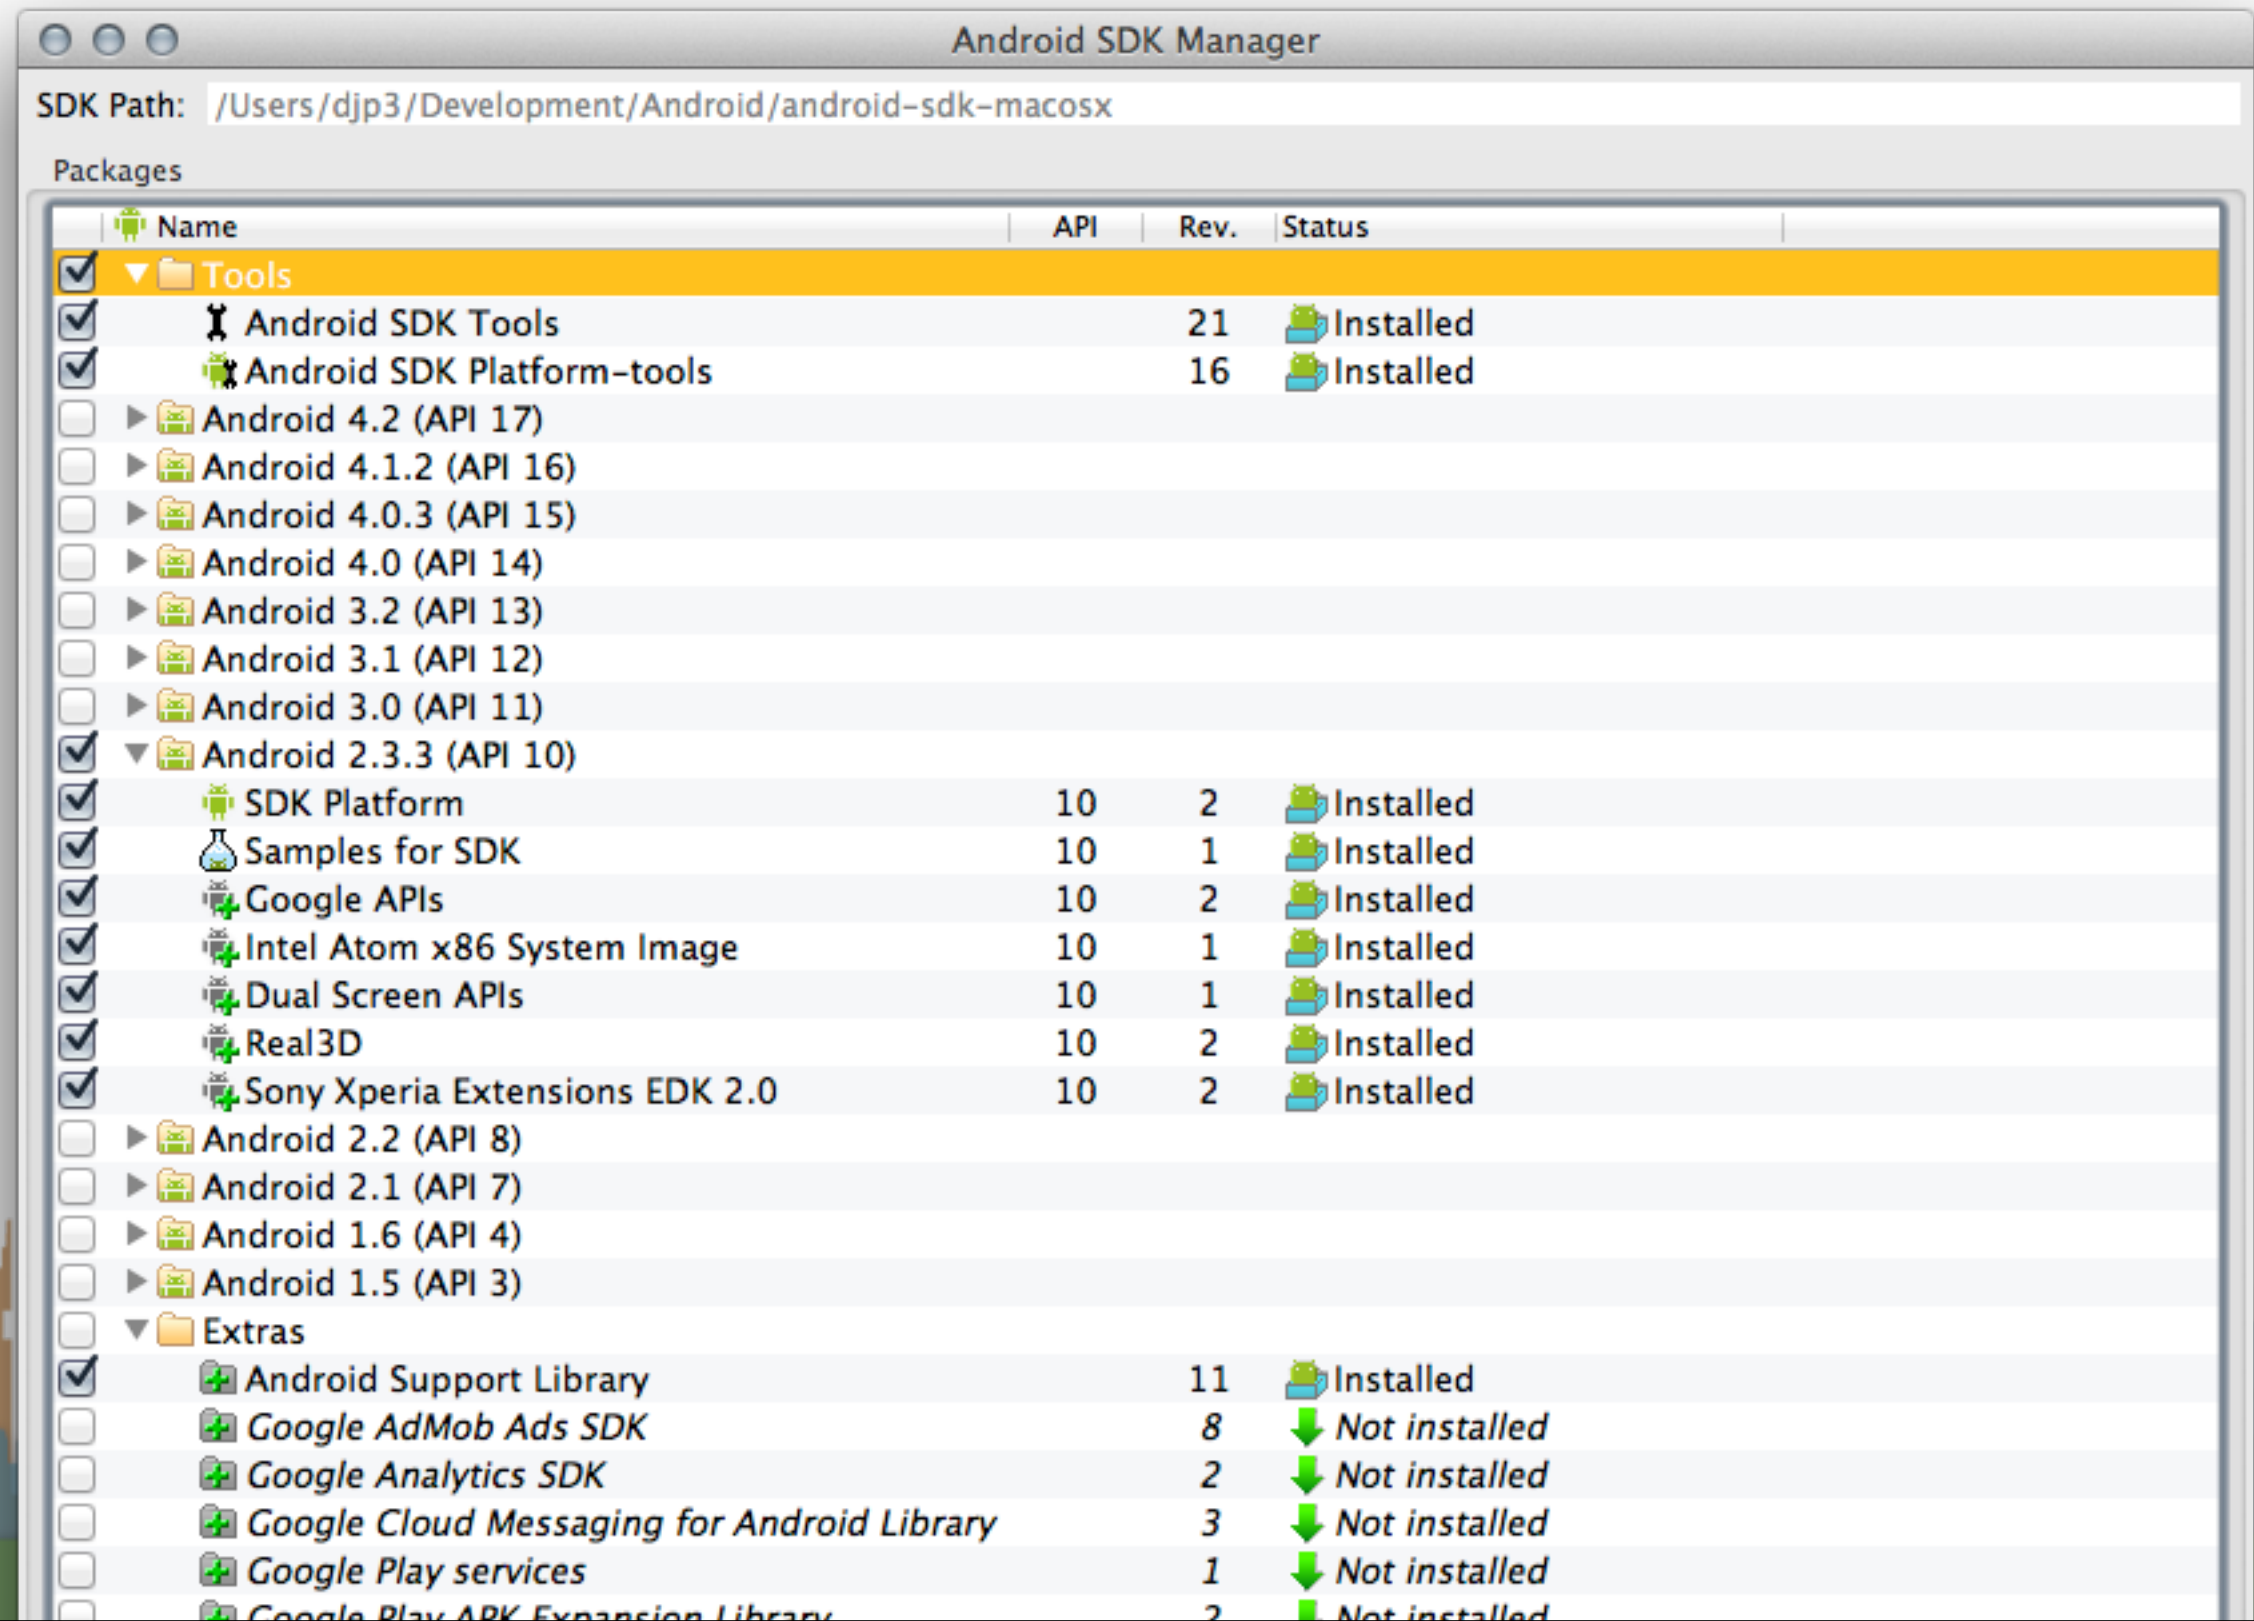 Android SDK Manager
SDK Path: /Users/djp3/Development/Android/android-sdk-macosx
Packages
Name API Rev. Status
Tools
Android SDK Tools 21 Installed
Android SDK Platform-tools 16 Installed
Android 4.2 (API 17)
Android 4.1.2 (API 16)
Android 4.0.3 (API 15)
Android 4.0 (API 14)
Android 3.2 (API 13)
Android 3.1 (API 12)
Android 3.0 (API 11)
Android 2.3.3 (API 10)
SDK Platform 10 2 Installed
Samples for SDK 10 1 Installed
Google APIs 10 2 Installed
Intel Atom x86 System Image 10 1 Installed
Dual Screen APIs 10 1 Installed
Real3D 10 2 Installed
Sony Xperia Extensions EDK 2.0 10 2 Installed
Android 2.2 (API 8)
Android 2.1 (API 7)
Android 1.6 (API 4)
Android 1.5 (API 3)
Extras
Android Support Library 11 Installed
Google AdMob Ads SDK 8 Not installed
Google Analytics SDK 2 Not installed
Google Cloud Messaging for Android Library 3 Not installed
Google Play services 1 Not installed
Google Play APK Expansion Library 2 Not installed